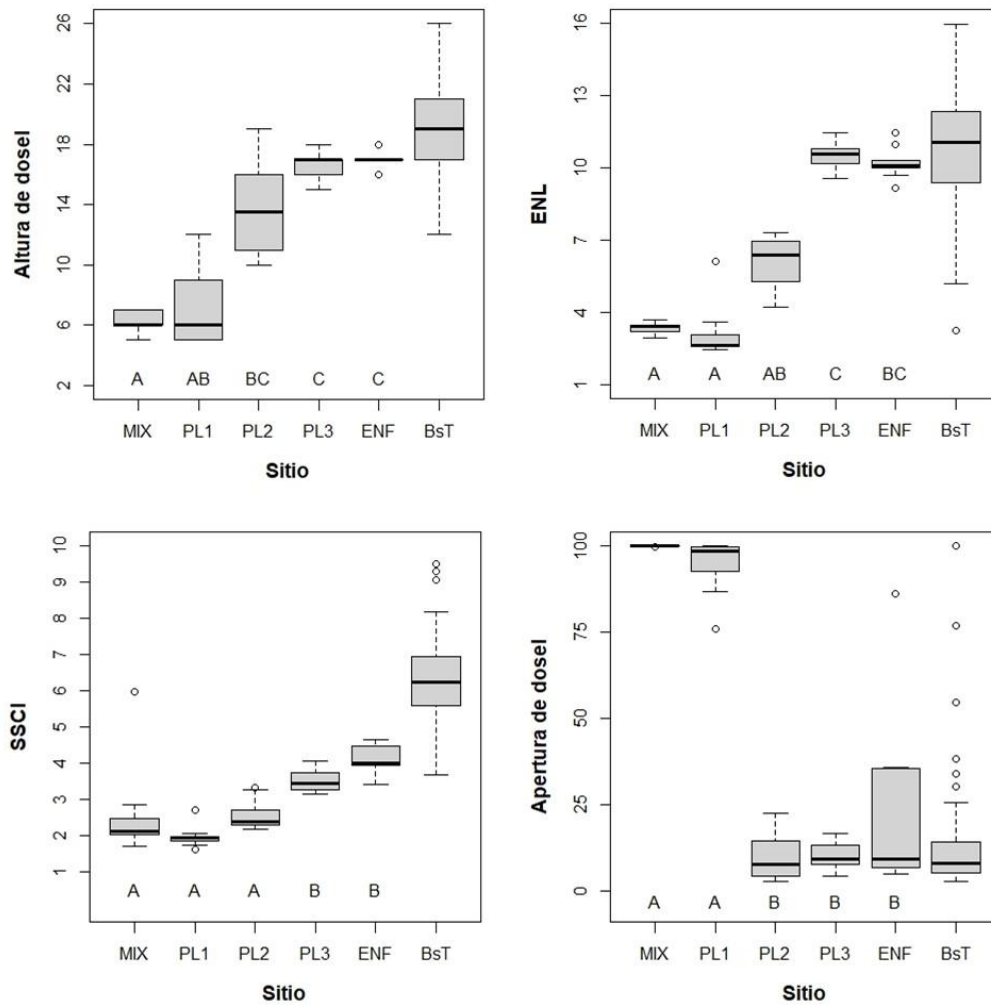 Altura de dosel
26
22
18
14
10
6
2
A AB BC C C
MIX PL1 PL2 PL3 ENF BsT
Sitio
ENL
16
13
10
7
4
1
A A AB C BC
MIX PL1 PL2 PL3 ENF BsT
Sitio
SSCI
10
9
8
7
6
5
4
3
2
1
A A A B B
MIX PL1 PL2 PL3 ENF BsT
Sitio
Apertura de dosel
100
75
50
25
0
A A B B B
MIX PL1 PL2 PL3 ENF BsT
Sitio